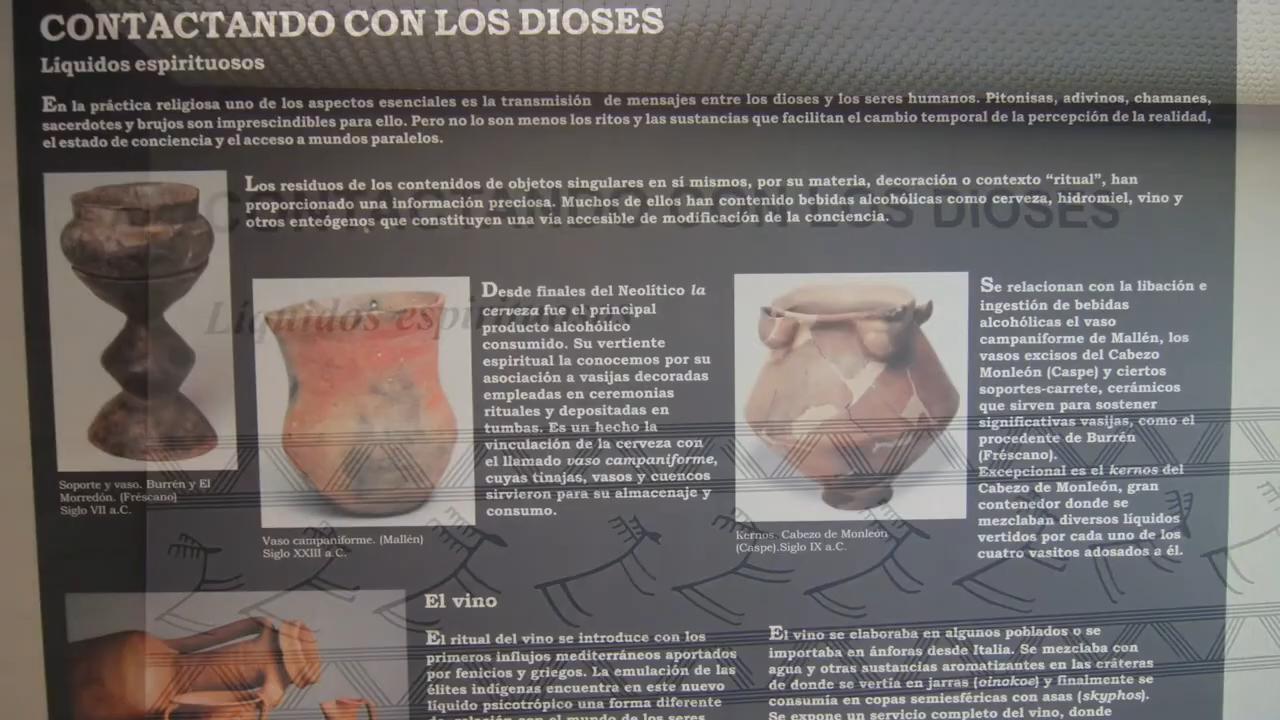 CONTACTANDO CON LOS DIOSES
Líquidos espirituosos
En la práctica religiosa uno de los aspectos esenciales es la transmisión de mensajes entre los dioses y los seres humanos. Pitonisas, adivinos, chamanes,
sacerdotes y brujos son imprescindibles para ello. Pero no lo son menos los ritos y las sustancias que facilitan el cambio temporal de la percepción de la realidad,
el estado de conciencia y el acceso a mundos paralelos.
Los residuos de los contenidos de objetos singulares en sí mismos, por su materia, decoración o contexto “ritual”, han
proporcionado una información preciosa. Muchos de ellos han contenido bebidas alcohólicas como cerveza, hidromiel, vino y
otros enteógenos que constituyen una vía accesible de modificación de la conciencia.
CONTACTANDO CON LOS DIOSES
Líquidos espirituosos
Soporte y vaso. Burrén y El
Morredón. (Fréscano)
Siglo VII a.C.
Vaso campaniforme. (Mallén)
Siglo XXIII a.C.
Desde finales del Neolítico la
cerveza fue el principal
producto alcohólico
consumido. Su vertiente
espiritual la conocemos por su
asociación a vasijas decoradas
empleadas en ceremonias
rituales y depositadas en
tumbas. Es un hecho la
vinculación de la cerveza con
el llamado vaso campaniforme,
cuyas tinajas, vasos y cuencos
sirvieron para su almacenaje y
consumo.
Kernos. Cabezo de Monleón
(Caspe).Siglo IX a.C.
Se relacionan con la libación e
ingestión de bebidas
alcohólicas el vaso
campaniforme de Mallén, los
vasos excisos del Cabezo
Monleón (Caspe) y ciertos
soportes-carrete, cerámicos
que sirven para sostener
significativas vasijas, como el
procedente de Burrén
(Fréscano).
Excepcional es el kernos del
Cabezo de Monleón, gran
contenedor donde se
mezclaban diversos líquidos
vertidos por cada uno de los
cuatro vasitos adosados a él.
El vino
El ritual del vino se introduce con los
primeros influjos mediterráneos aportados
por fenicios y griegos. La emulación de las
élites indígenas encuentra en este nuevo
líquido psicotrópico una forma diferente
de relación con el mundo de los seres
El vino se elaboraba en algunos poblados o se
importaba en ánforas desde Italia. Se mezclaba con
agua y otras sustancias aromatizantes en las cráteras
de donde se vertía en jarras (oinokoe) y finalmente se
consumía en copas semiesféricas con asas (skyphos).
Se expone un servicio completo del vino, donde